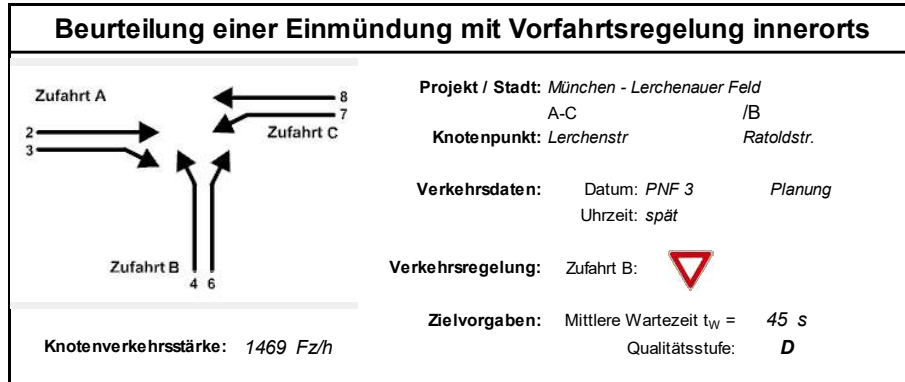 Beurteilung einer Einmündung mit Vorfahrtsregelung innerorts
Zufahrt A
8
7
Zufahrt C
2
3
Zufahrt B
4 6
Knotenverkehrsstärke: 1469 Fz/h
Projekt / Stadt: München - Lerchenauer Feld
A-C /B
Knotenpunkt: Lerchenstr Ratoldstr.
Verkehrsdaten: Datum: PNF 3 Planung
Uhrzeit: spät
Verkehrsregelung: Zufahrt B:
Zielvorgaben: Mittlere Wartezeit tW = 45 s
Qualitätsstufe: D